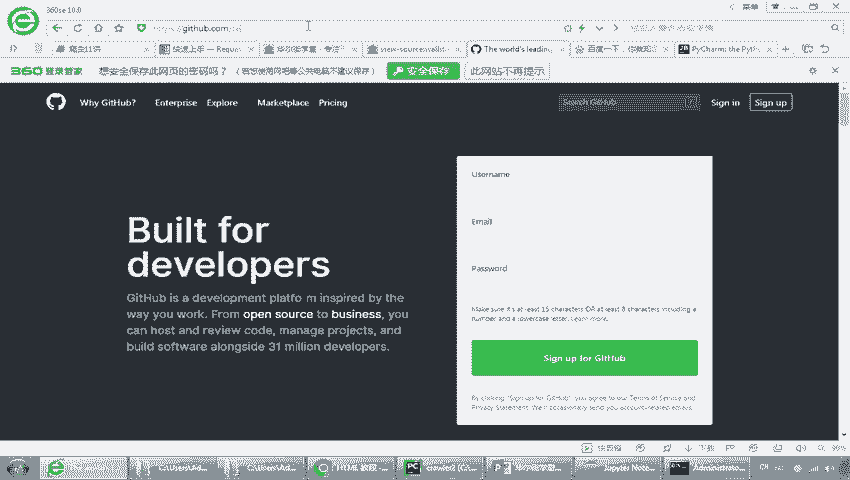 360se 10.0
github.com
The world's leading
PyCharm: the Pyth
360 登录管家 想安全保存此网页的密码吗？ 安全保存 此网站不再提示
Why GitHub? Enterprise Explore Marketplace Pricing Search GitHub Sign in Sign up
Username
Email
Password
Make sure it's at least 15 characters OR at least 8 characters including a
number and a lowercase letter. Learn more.
Sign up for GitHub
By clicking "Sign up for GitHub", you agree to our Terms of Service and
Privacy Statement. We'll occasionally send you account-related emails.
Built for
developers
GitHub is a development platfo m inspired by the
way you work. From open source to business, you
can host and review code, manage projects, and
build software alongside 31 million developers.
C:\Users\Ad... C:\Users\Ad... HTML 教程 - ... Jupyter Note... Administrato...
CH